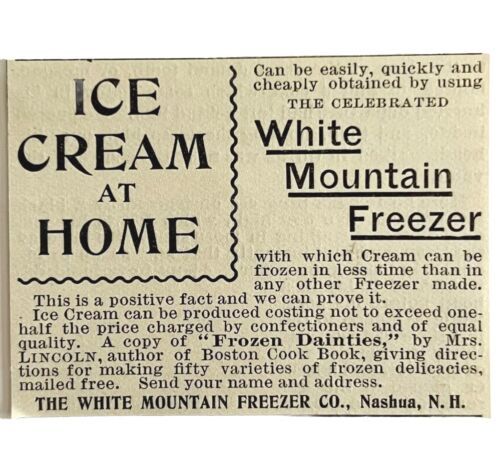 ICE
CREAM
AT
HOME
Can be easily, quickly and
cheaply obtained by using
THE CELEBRATED
White
Mountain
Freezer
with which Cream can be
frozen in less time than in
any other Freezer made.
This is a positive fact and we can prove it.
Ice Cream can be produced costing not to exceed one-
half the price charged by confectioners and of equal
quality. A copy of "Frozen Dainties," by Mrs.
LINCOLN, author of Boston Cook Book, giving direc-
tions for making fifty varieties of frozen delicacies,
mailed free. Send your name and address.
THE WHITE MOUNTAIN FREEZER CO., Nashua, N. H.